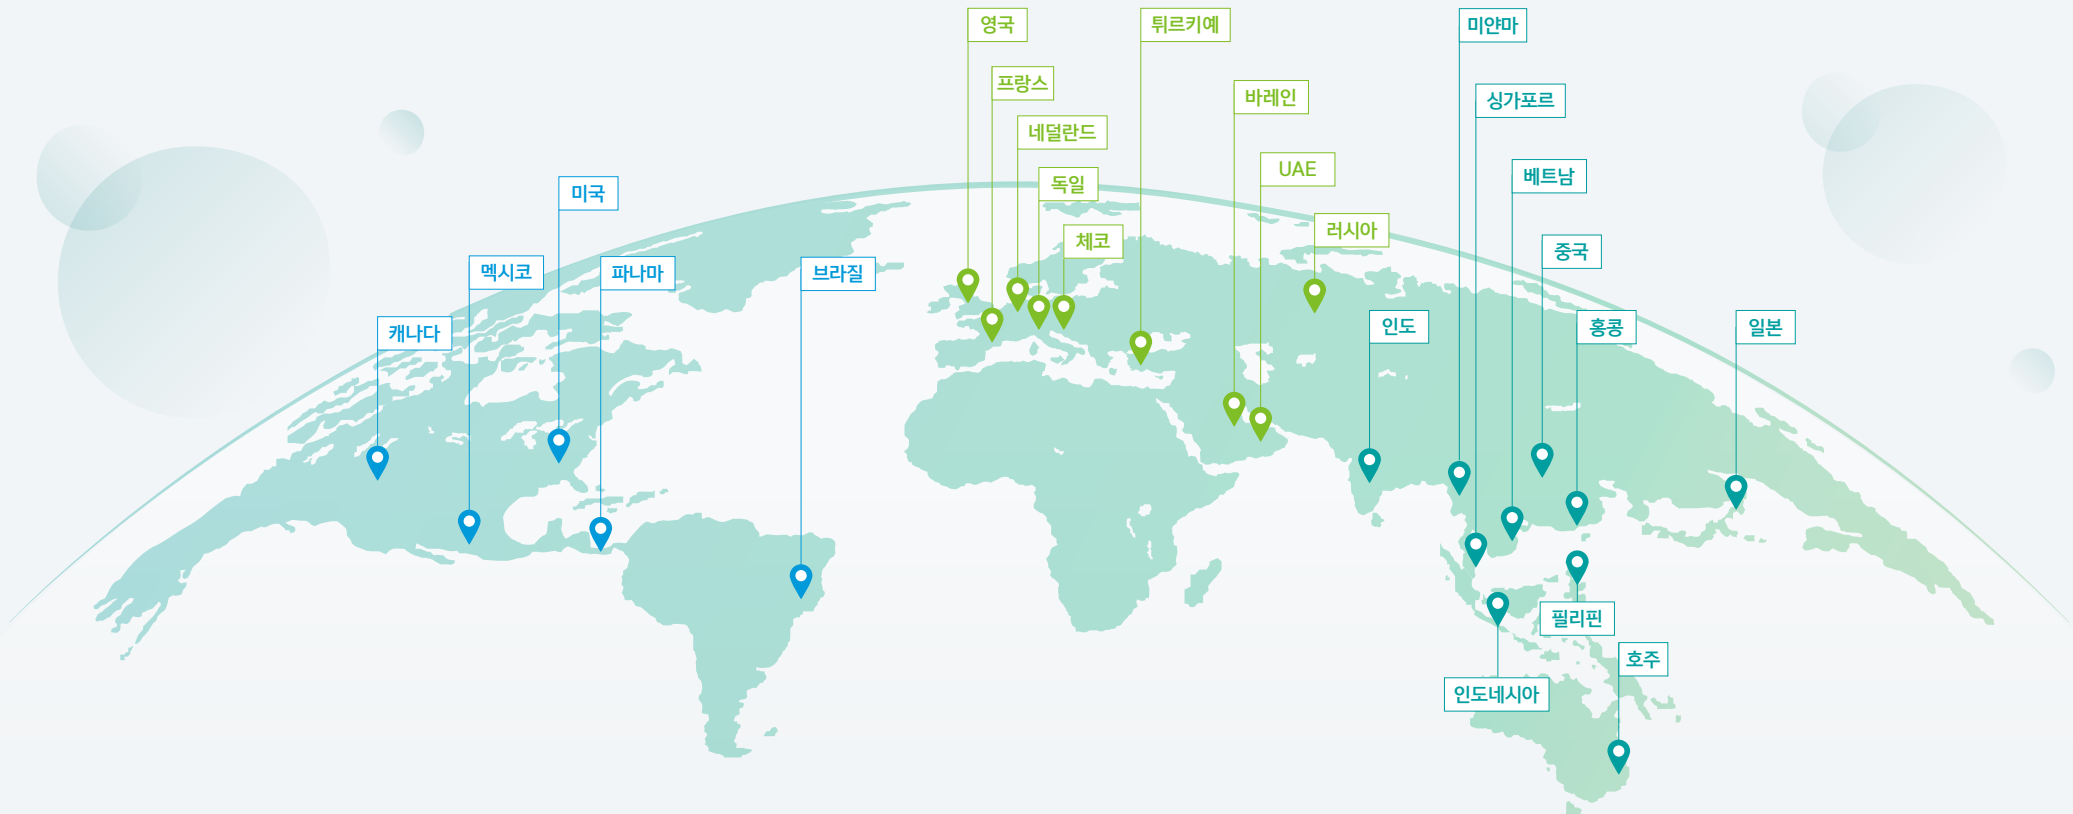 영국
튀르키예
미얀마
프랑스
바레인
싱가포르
네덜란드
UAE
베트남
독일
미국
러시아
체코
중국
멕시코
파나마
브라질
캐나다
인도
홍콩
일본
필리핀
호주
인도네시아